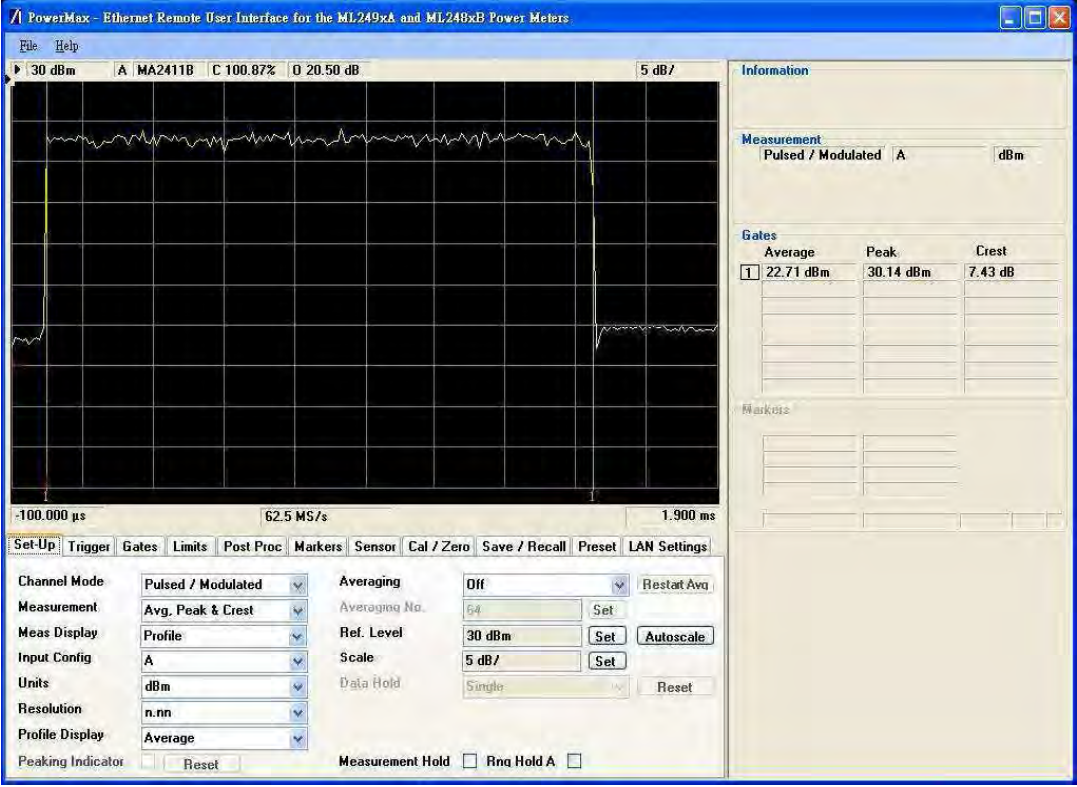 PowerMax - Ethernet Remote User Interface for the ML249xA and ML248xB Power Meters
File Help
30 dBm A MA2411B C 100.87% O 20.50 dB 5 dB/
1 1'
-100.000 µs 62.5 MS/s 1.900 ms
Information
Measurement
Pulsed / Modulated A dBm
Gates
Average Peak Crest
1 22.71 dBm 30.14 dBm 7.43 dB
Markers
Set-Up Trigger Gates Limits Post Proc Markers Sensor Cal / Zero Save / Recall Preset LAN Settings
Channel Mode Pulsed / Modulated Averaging Off Restart Avg
Measurement Avg, Peak & Crest Averaging No. 64 Set
Meas Display Profile Ref. Level 30 dBm Set Autoscale
Input Config A Scale 5 dB/ Set
Units dBm Data Hold Single Reset
Resolution n.nn
Profile Display Average
Peaking Indicator Reset Measurement Hold Rng Hold A